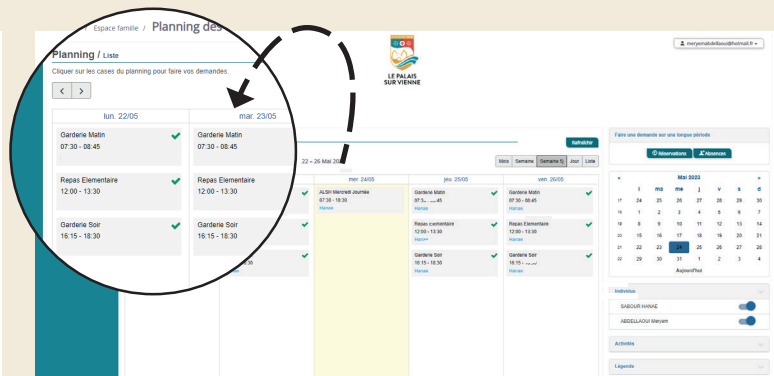 / Espace famille / Planning des
Planning / Liste
Cliquer sur les cases du planning pour faire vos demandes.
< >
lun. 22/05
mar. 23/05
Garderie Matin
07:30 - 08:45
Garderie Matin
07:30 - 08:45
Repas Elementaire
12:00 - 13:30
Repas Elementaire
12:00 - 13:30
Garderie Soir
16:15 - 18:30
Garderie Soir
16:15 - 18:30
LE PALAIS
SUR VIENNE
meryemabdellaoui@hotmail.fr
Rafraîchir
22 – 26 Mai
Mois Semaine Semaine 5j Jour Liste
mer. 24/05
jeu. 25/05
ven. 26/05
ALSH Mercredi Journée
07:30 - 18:30
Hanae
Garderie Matin
Hanae
Garderie Matin
07:30 - 08:45
Hanae
Repas Elementaire
12:00 - 13:30
Repas Elementaire
12:00 - 13:30
Hanae
Garderie Soir
16:15 - 18:30
Hanae
Garderie Soir
Hanae
Faire une demande sur une longue période
Réservations Absences
« Mai 2023 »
l ma me j v s d
17 24 25 26 27 28 29 30
18 1 2 3 4 5 6 7
19 8 9 10 11 12 13 14
20 15 16 17 18 19 20 21
21 22 23 24 25 26 27 28
22 29 30 31 1 2 3 4
Aujourd'hui
Individus
SABOUR HANAE
ABDELLAOUI Meryem
Activités
Légende